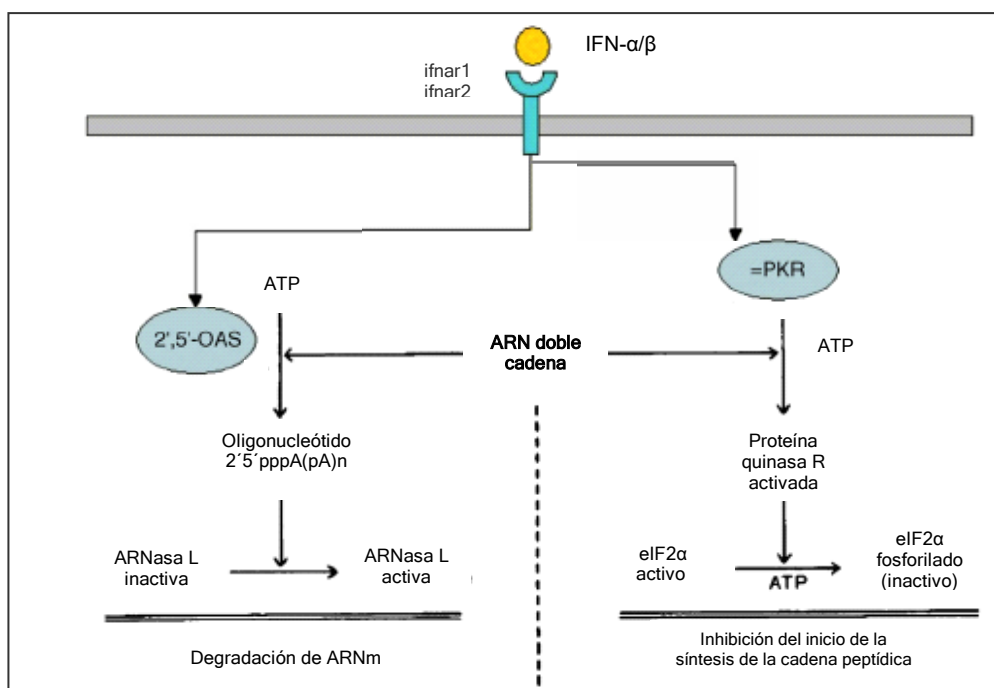 IFN-α/β
ifnar1
ifnar2
=PKR
ATP
2',5'-OAS
ARN doble
cadena
ATP
Oligonucleótido
2´5´pppA(pA)n
Proteína
quinasa R
activada
ARNasa L
inactiva
ARNasa L
activa
eIF2α
activo
ATP
eIF2α
fosforilado
(inactivo)
Degradación de ARNm
Inhibición del inicio de la
síntesis de la cadena peptídica